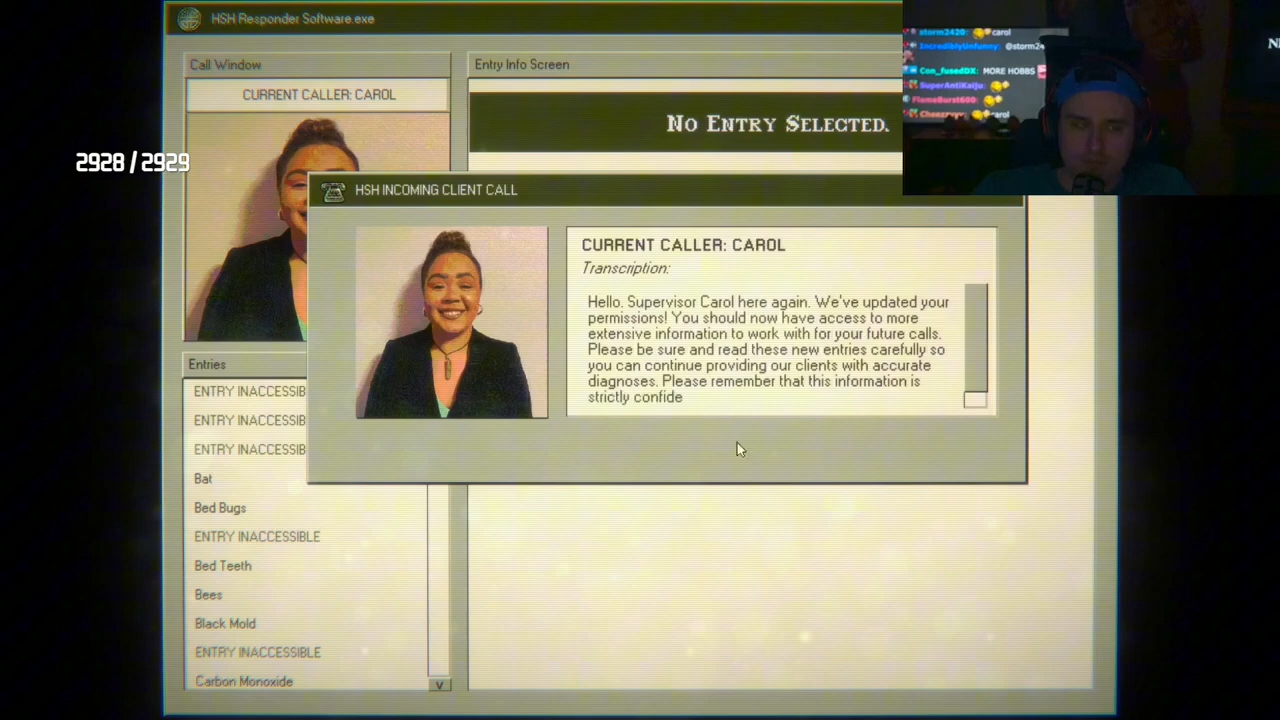 HSH Responder Software.exe
Call Window
CURRENT CALLER: CAROL
Entry Info Screen
No Entry Selected.
2928 / 2929
HSH INCOMING CLIENT CALL
CURRENT CALLER: CAROL
Transcription:
Hello. Supervisor Carol here again. We've updated your
permissions! You should now have access to more
extensive information to work with for your future calls.
Please be sure and read these new entries carefully so
you can continue providing our clients with accurate
diagnoses. Please remember that this information is
strictly confide
Entries
ENTRY INACCESSIB
ENTRY INACCESSIB
ENTRY INACCESSIB
Bat
Bed Bugs
ENTRY INACCESSIBLE
Bed Teeth
Bees
Black Mold
ENTRY INACCESSIBLE
Carbon Monoxide
V
storm2420: carol
IncrediblyUnfunny: @storm24
Con_fusedDX: MORE HOBBS
SuperAntiKaiju:
FlameBurst600:
carol